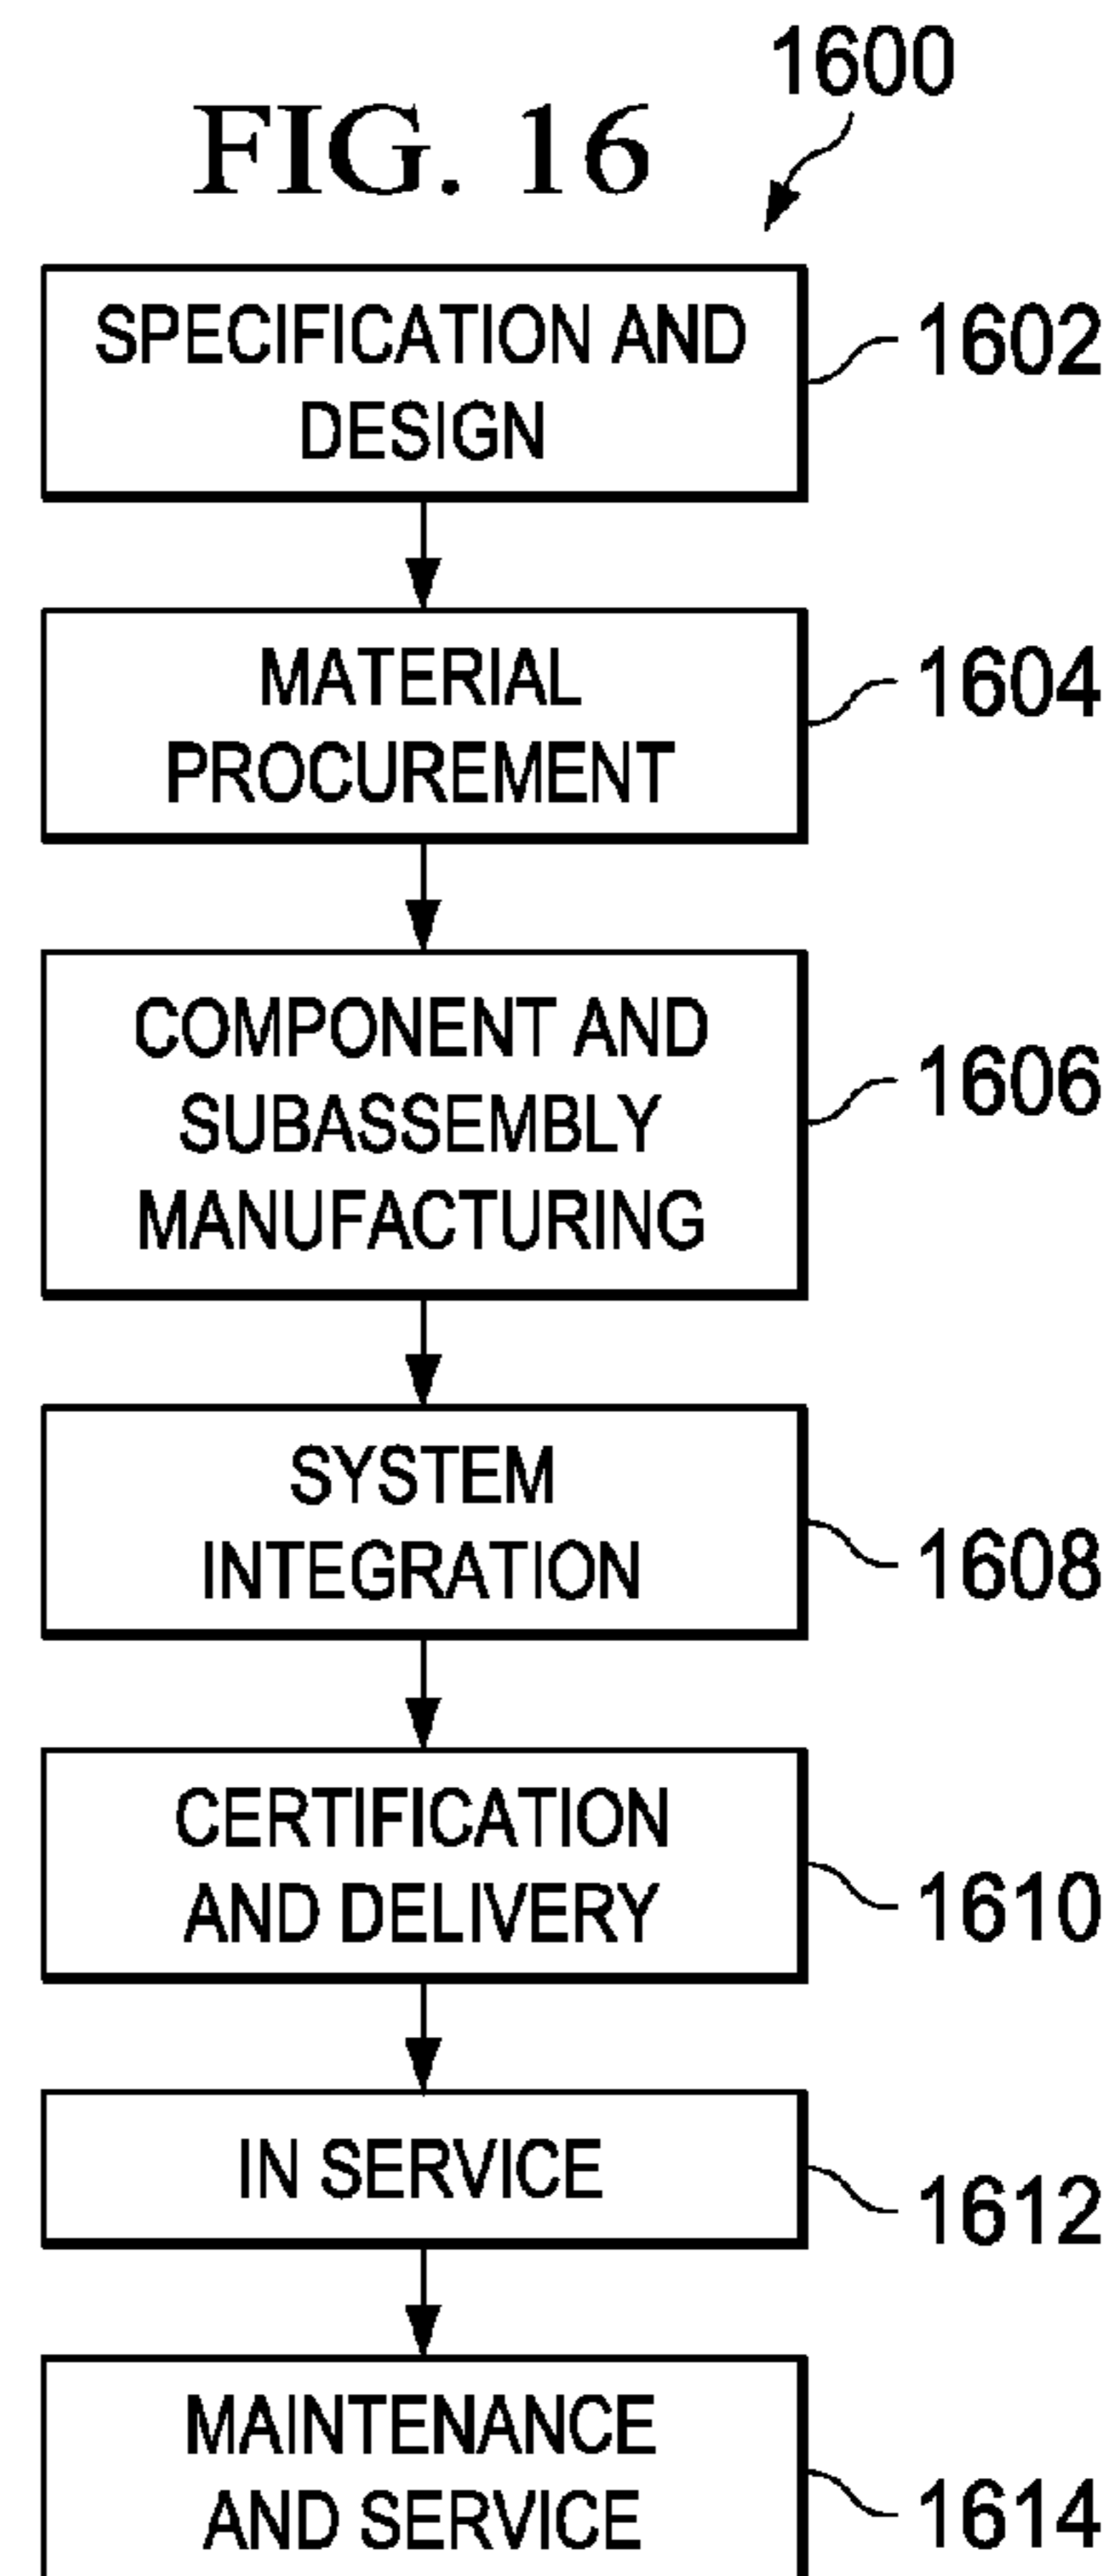 1600
FIG. 16
SPECIFICATION AND
DESIGN
1602
MATERIAL
PROCUREMENT
1604
COMPONENT AND
SUBASSEMBLY
MANUFACTURING
1606
SYSTEM
INTEGRATION
1608
CERTIFICATION
AND DELIVERY
1610
IN SERVICE
1612
MAINTENANCE
AND SERVICE
1614